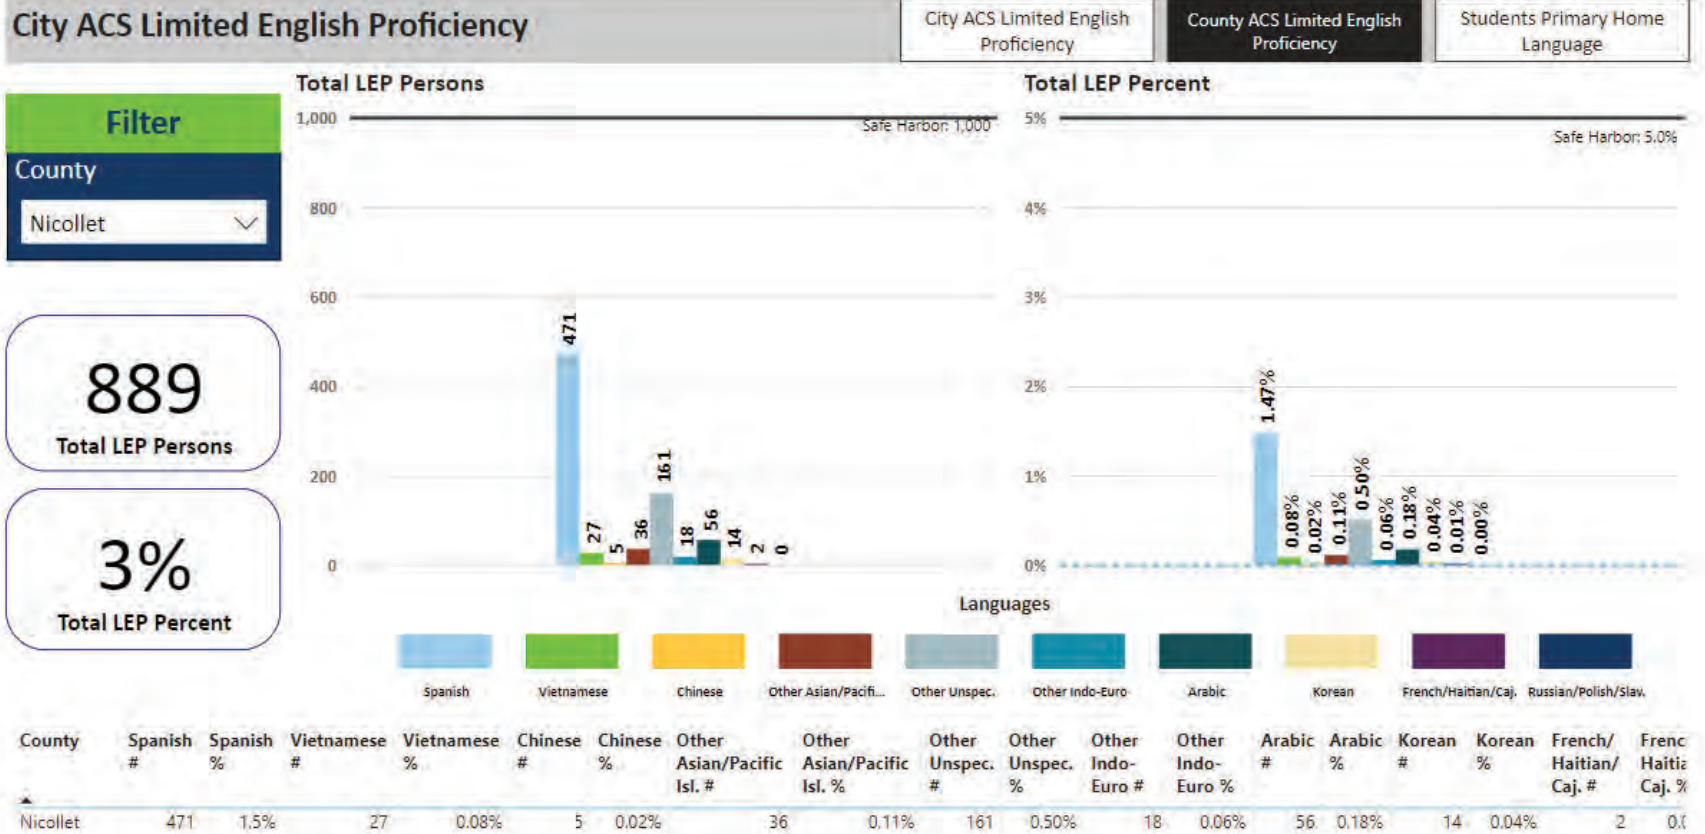 City ACS Limited English Proficiency
City ACS Limited English
Proficiency
County ACS Limited English
Proficiency
Students Primary Home
Language
Filter
County
Nicollet
889
Total LEP Persons
3%
Total LEP Percent
Total LEP Persons
1,000
Safe Harbor: 1,000
800
600
400
200
0
471
27
5
36
161
18
56
14
2
0
Total LEP Percent
5%
Safe Harbor: 5.0%
4%
3%
2%
1%
0%
1.47%
0.08%
0.02%
0.11%
0 50%
0.06%
0.18%
0.04%
0.01%
0.00%
Languages
Spanish Vietnamese Chinese Other Asian/Pacifi... Other Unspec. Other Indo-Euro Arabic Korean French/Haitian/Caj. Russian/Polish/Slav.
County Spanish Spanish Vietnamese Vietnamese Chinese Chinese Other Other Other Other Other Other Arabic Arabic Korean Korean French/ Frenc
# % # % # % Asian/Pacific Asian/Pacific Unspec. Unspec. Indo- Indo- # % # % Haitian/ Haitia
Isl. # Isl. % # % Euro # Euro % Caj. # Caj. %
Nicollet 471 1.5% 27 0.08% 5 0.02% 36 0.11% 161 0.50% 18 0.06% 56 0.18% 14 0.04% 2